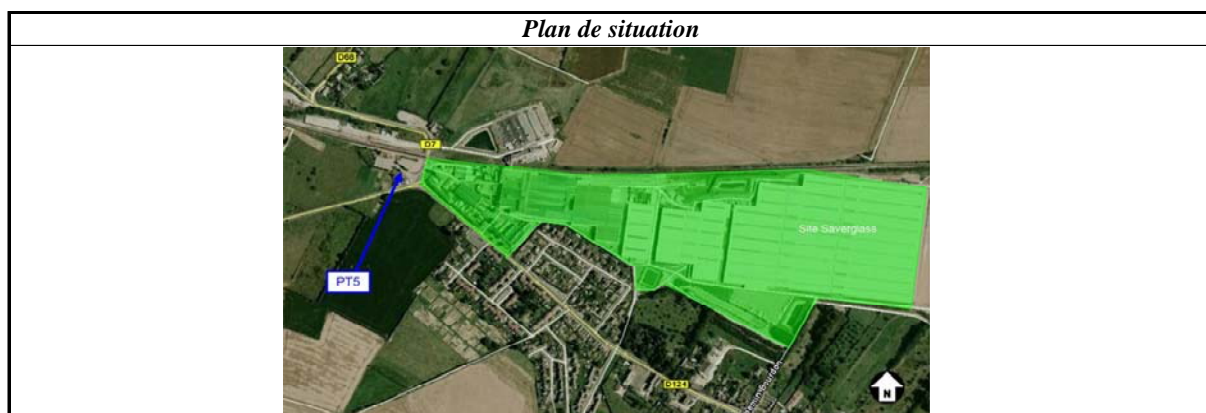 Plan de situation
D68
D7
Site Saverglass
PT5
D124
N